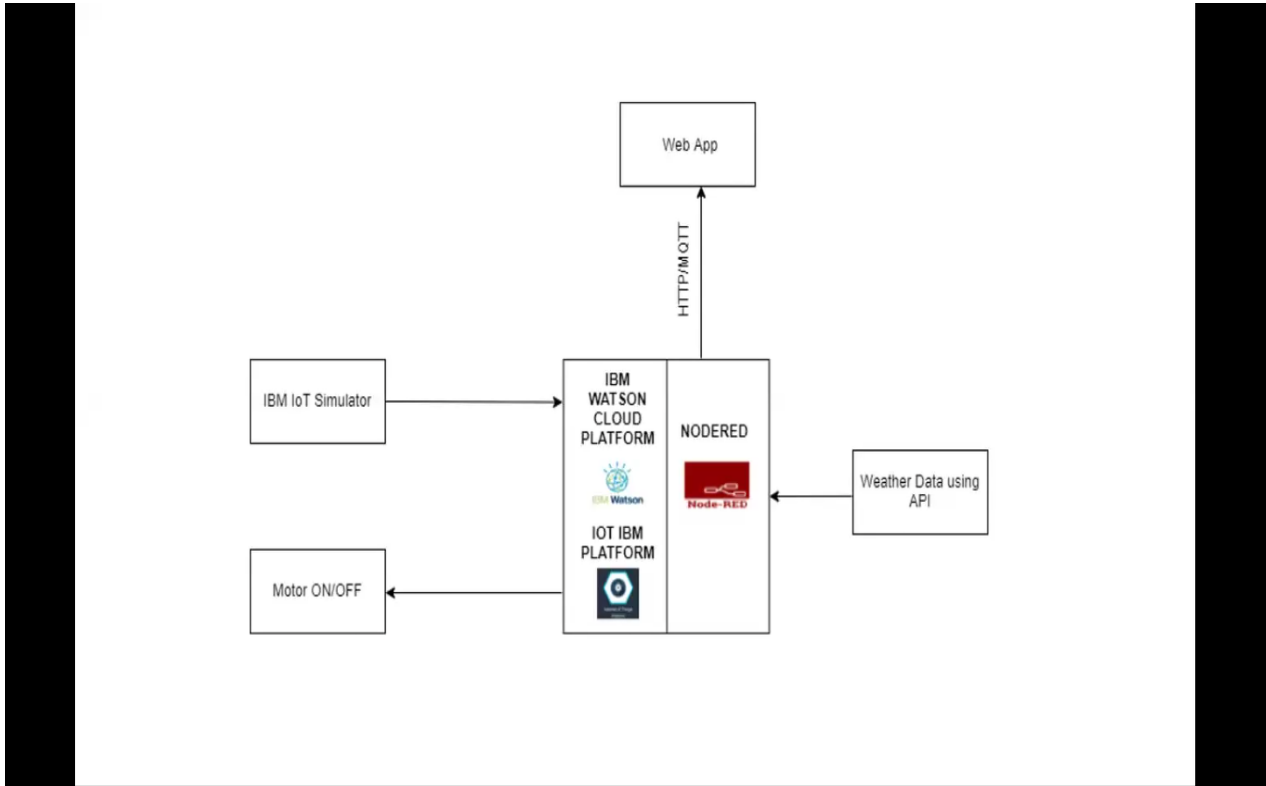 Web App
HTTP/MQTT
IBM IoT Simulator
IBM
WATSON
CLOUD
PLATFORM
IBM Watson
IOT IBM
PLATFORM
NODERED
Node-RED
Weather Data using
API
Motor ON/OFF